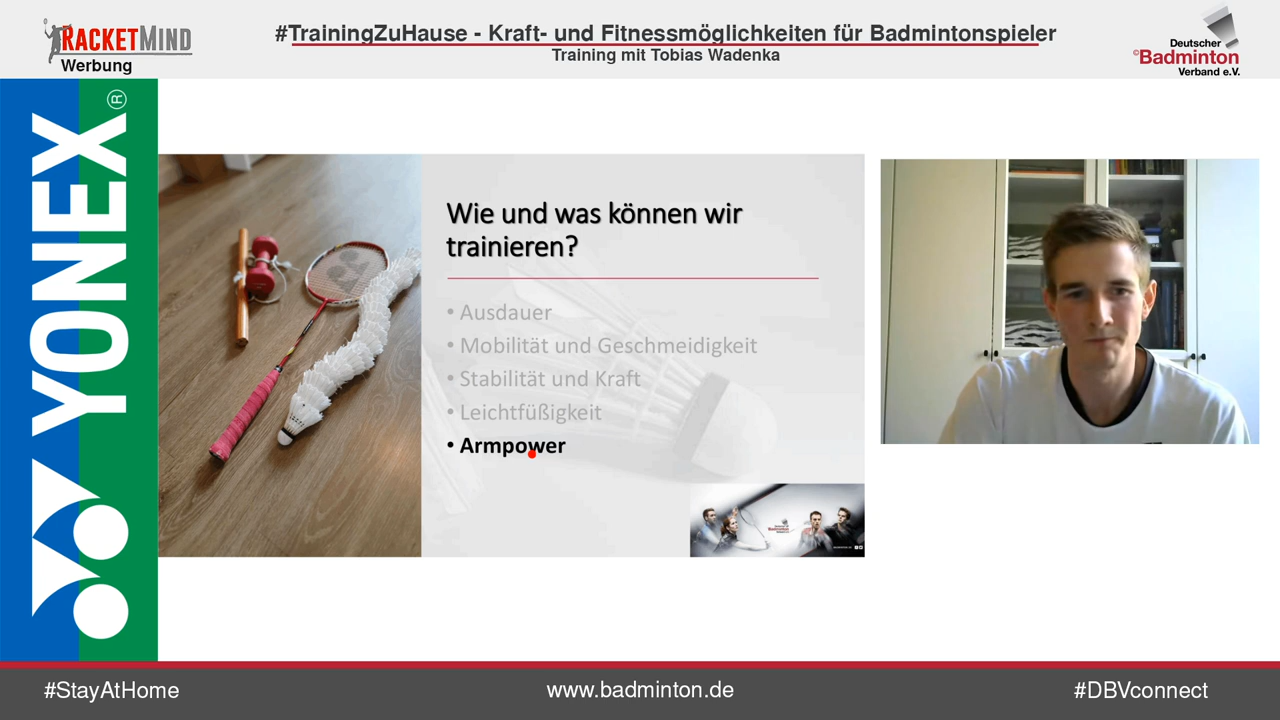 RACKETMIND
Werbung
#TrainingZuHause - Kraft- und Fitnessmöglichkeiten für Badmintonspieler
Training mit Tobias Wadenka
Deutscher
©Badminton
Verband e.V.
YONEX®
Wie und was können wir
trainieren?
• Ausdauer
• Mobilität und Geschmeidigkeit
• Stabilität und Kraft
• Leichtfüßigkeit
• Armpower
#StayAtHome
www.badminton.de
#DBVconnect